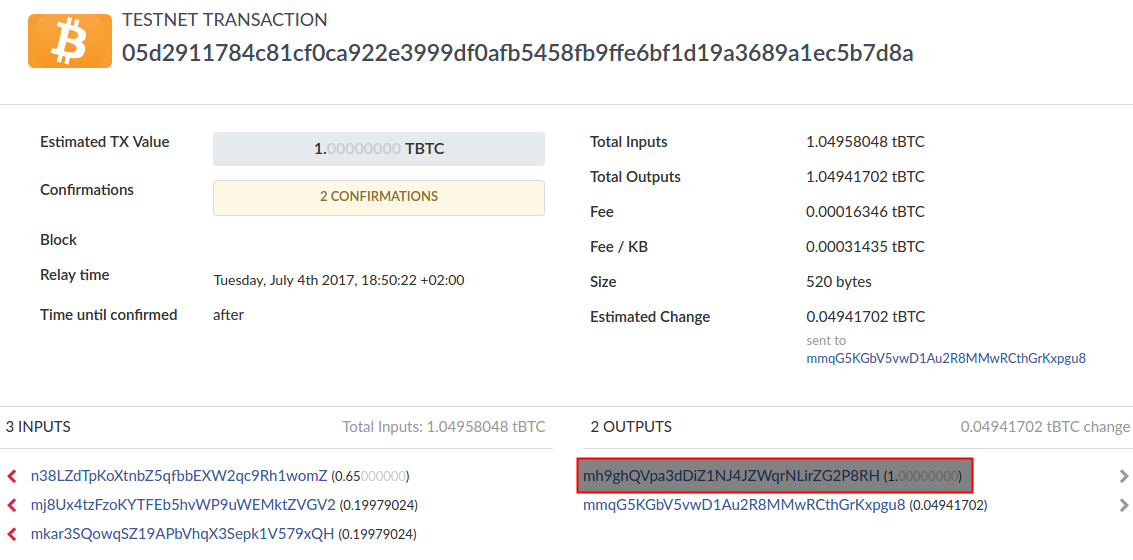 TESTNET TRANSACTION
05d2911784c81cf0ca922e3999df0afb5458fb9ffe6bf1d19a3689a1ec5b7d8a
Estimated TX Value 1.00000000 TBTC
Confirmations 2 CONFIRMATIONS
Block
Relay time Tuesday, July 4th 2017, 18:50:22 +02:00
Time until confirmed after
Total Inputs 1.04958048 tBTC
Total Outputs 1.04941702 tBTC
Fee 0.00016346 tBTC
Fee / KB 0.00031435 tBTC
Size 520 bytes
Estimated Change 0.04941702 tBTC
sent to
mmqG5KGbV5vwD1Au2R8MMwRCthGrKxpgu8
3 INPUTS Total Inputs: 1.04958048 tBTC
n38LZdTpKoXtnbZ5qfbbEXW2qc9Rh1womZ (0.65000000)
mj8Ux4tzFzoKYTFEb5hvWP9uWEMktZVGV2 (0.19979024)
mkar3SQowqSZ19APbVhqX3Sepk1V579xQH (0.19979024)
2 OUTPUTS 0.04941702 tBTC change
mh9ghQVpa3dDiZ1NJ4JZWqrNLirZG2P8RH (1.00000000)
mmqG5KGbV5vwD1Au2R8MMwRCthGrKxpgu8 (0.04941702)